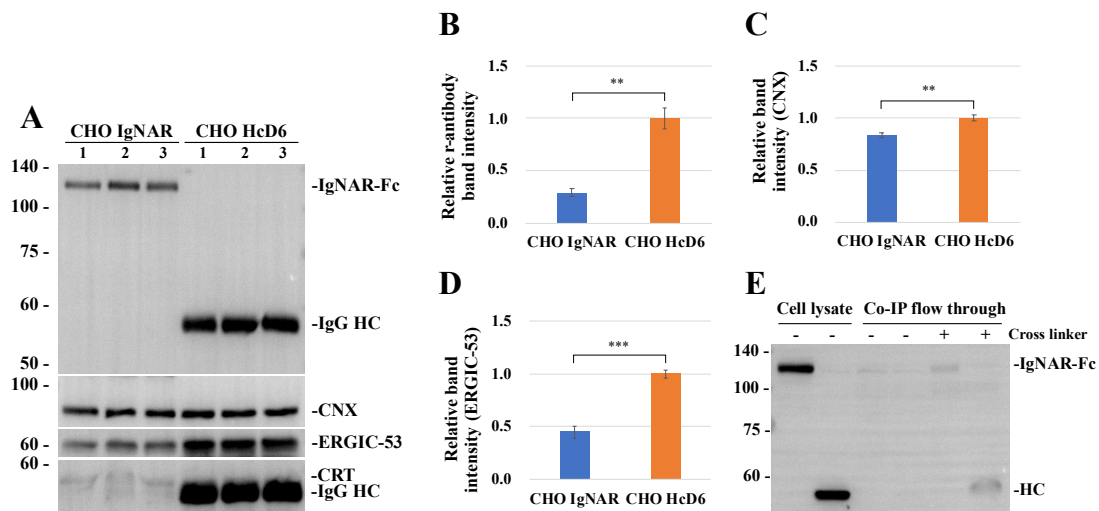 A
CHO IgNAR CHO HcD6
1 2 3 1 2 3
140 -
-IgNAR-Fc
100 -
75 -
60 -
-IgG HC
50 -
100 -
-CNX
60 -
-ERGIC-53
60 -
-CRT
-IgG HC
B
Relative r-antibody
band intensity
1.5
1.0
0.5
0.0
**
CHO IgNAR CHO HcD6
C
Relative band
intensity (CNX)
1.5
1.0
0.5
0.0
**
CHO IgNAR CHO HcD6
D
Relative band
intensity (ERGIC-53)
1.5
1.0
0.5
0.0
***
CHO IgNAR CHO HcD6
E
Cell lysate Co-IP flow through
- - - - + + Cross linker
140 -
-IgNAR-Fc
100 -
75 -
60 -
-HC